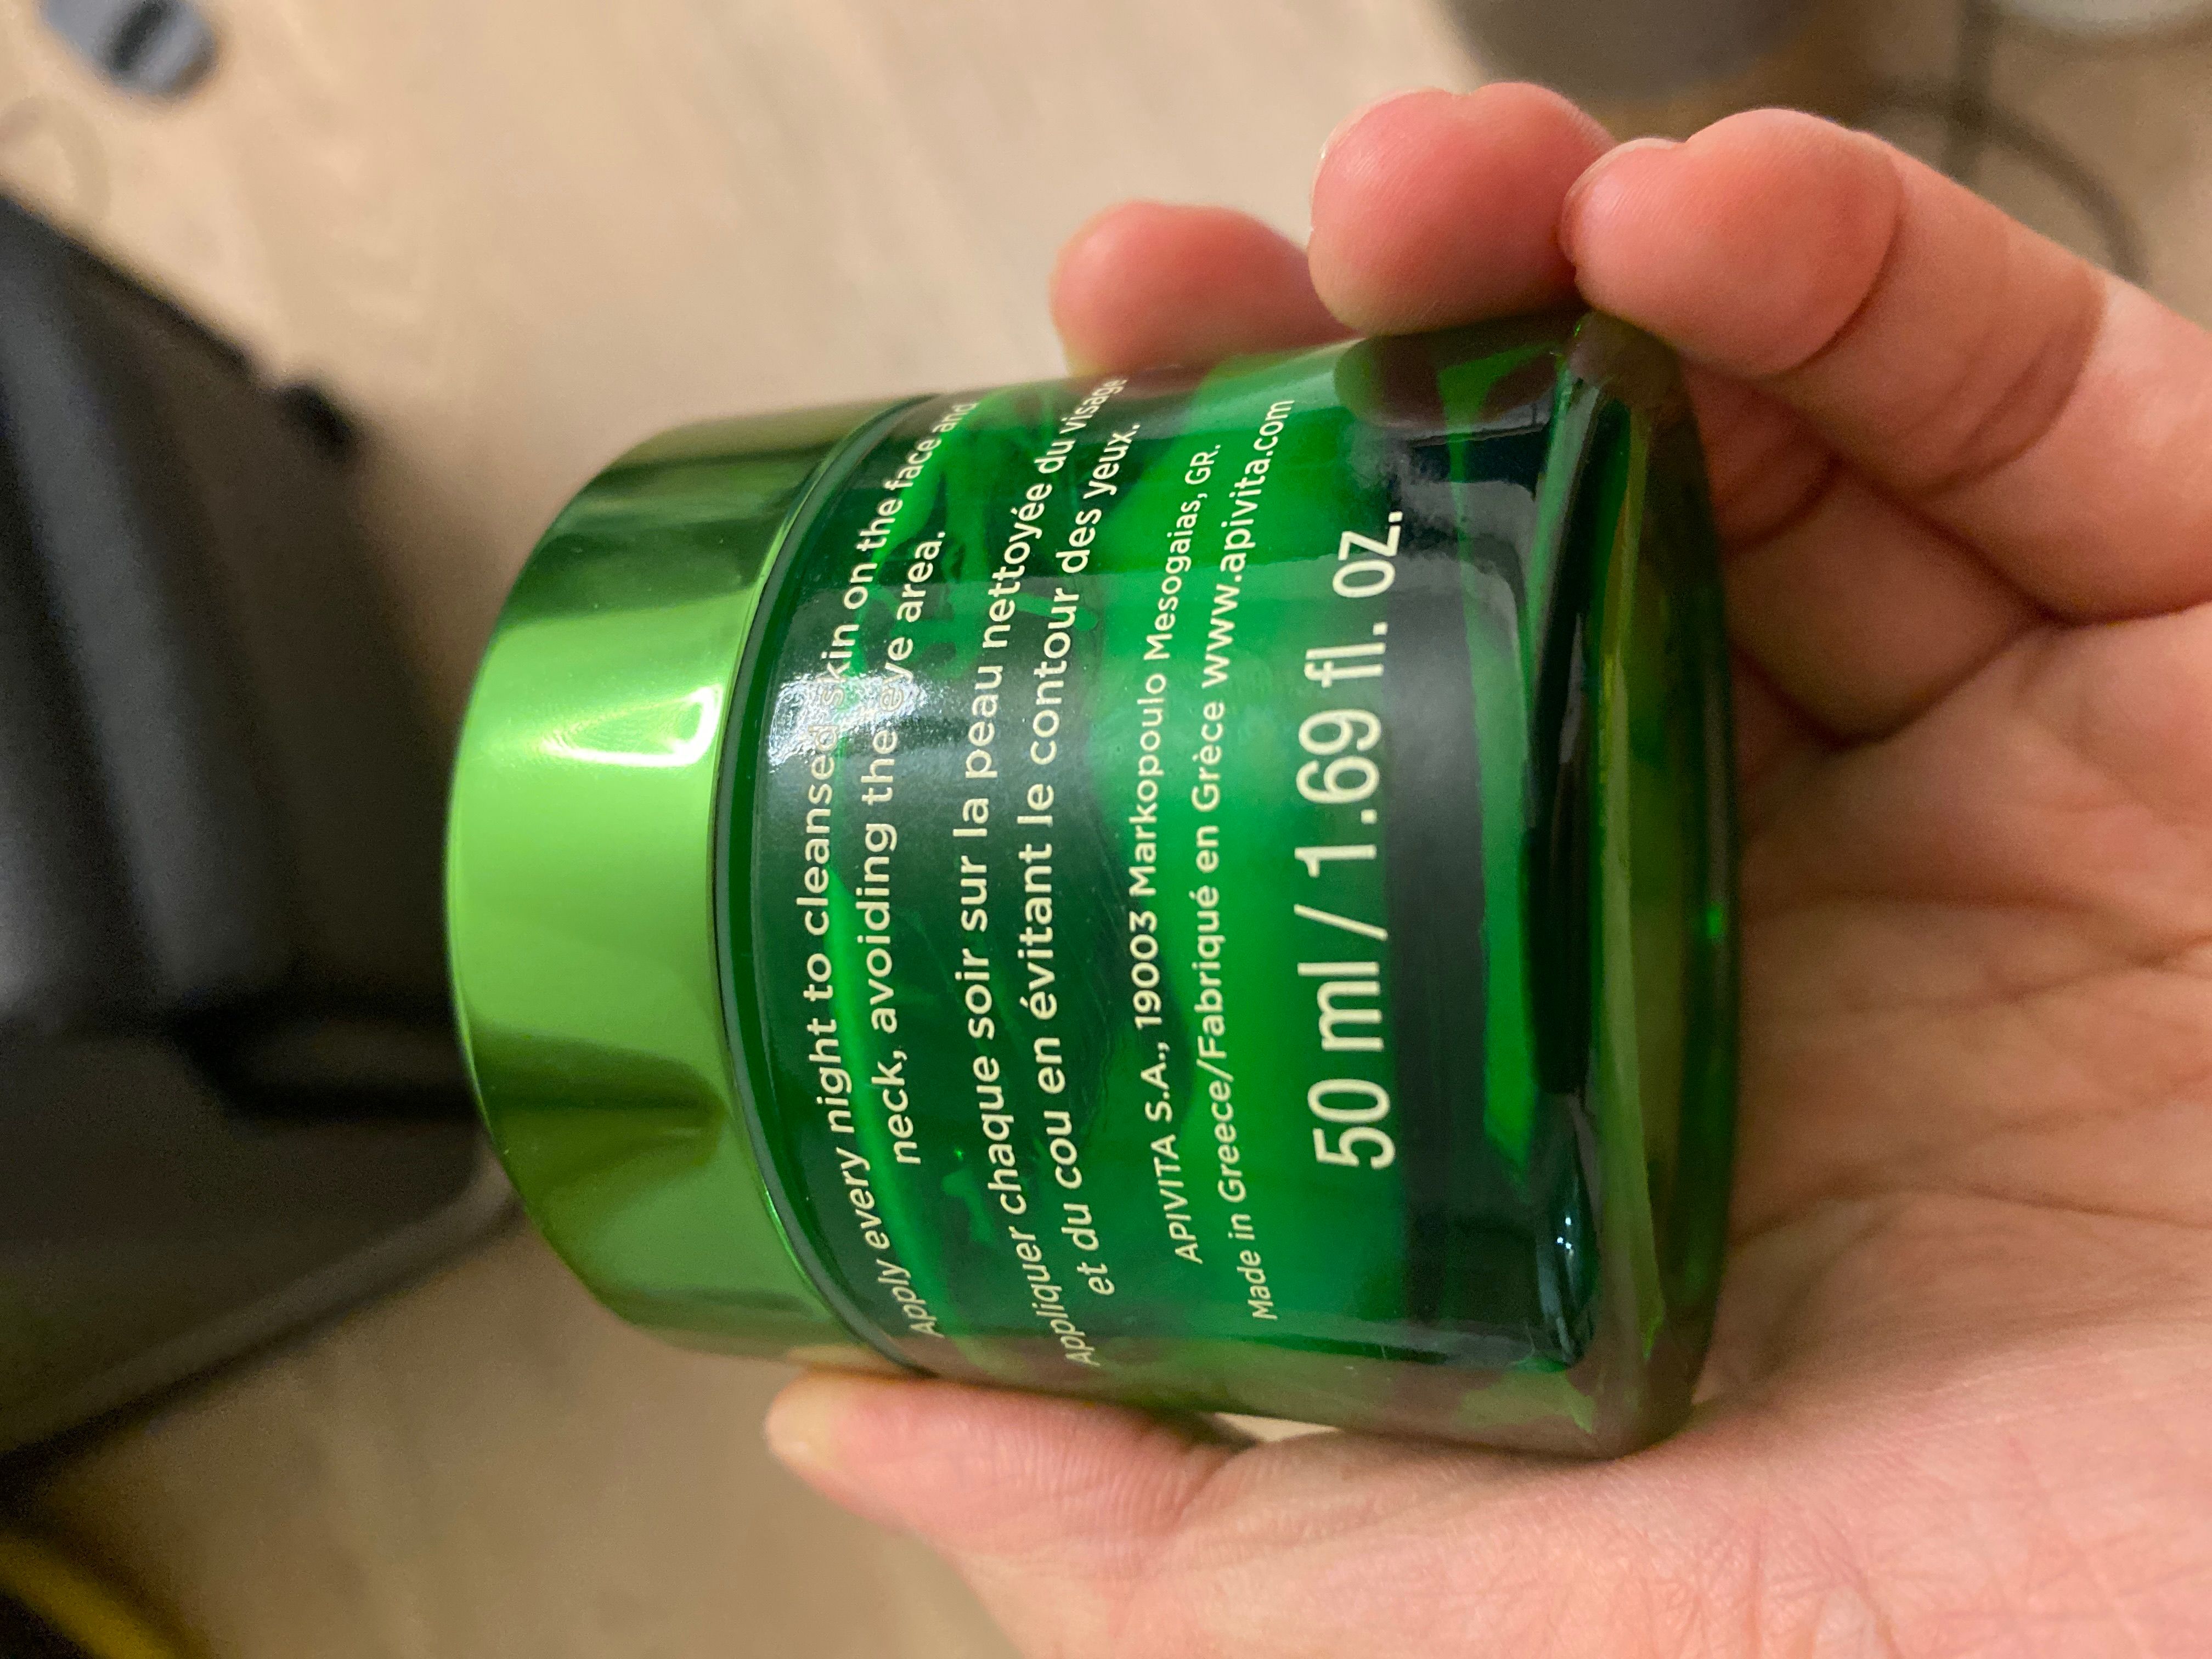 Apply every night to cleansed skin on the face and
neck, avoiding the eye area.
Appliquer chaque soir sur la peau nettoyée du visage
et du cou en évitant le contour des yeux.
APIVITA S.A., 19003 Markopoulo Mesogaias, GR.
Made in Greece/Fabriqué en Grèce www.apivita.com
50 ml / 1.69 fl. oz.